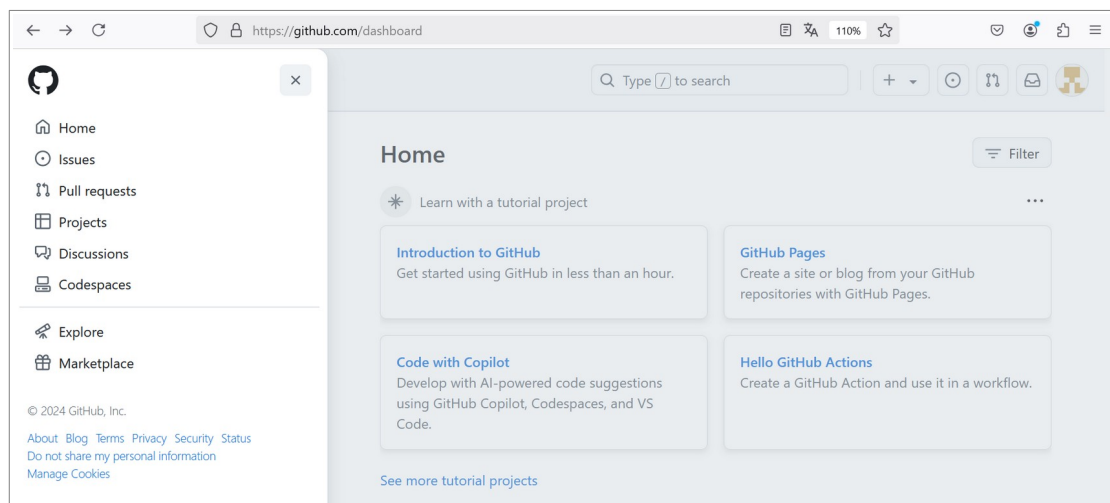 https://github.com/dashboard
110%
Type / to search
Home
Issues
Pull requests
Projects
Discussions
Codespaces
Explore
Marketplace
© 2024 GitHub, Inc.
About Blog Terms Privacy Security Status
Do not share my personal information
Manage Cookies
Home
Filter
Learn with a tutorial project
Introduction to GitHub
Get started using GitHub in less than an hour.
GitHub Pages
Create a site or blog from your GitHub
repositories with GitHub Pages.
Code with Copilot
Develop with AI-powered code suggestions
using GitHub Copilot, Codespaces, and VS
Code.
Hello GitHub Actions
Create a GitHub Action and use it in a workflow.
See more tutorial projects